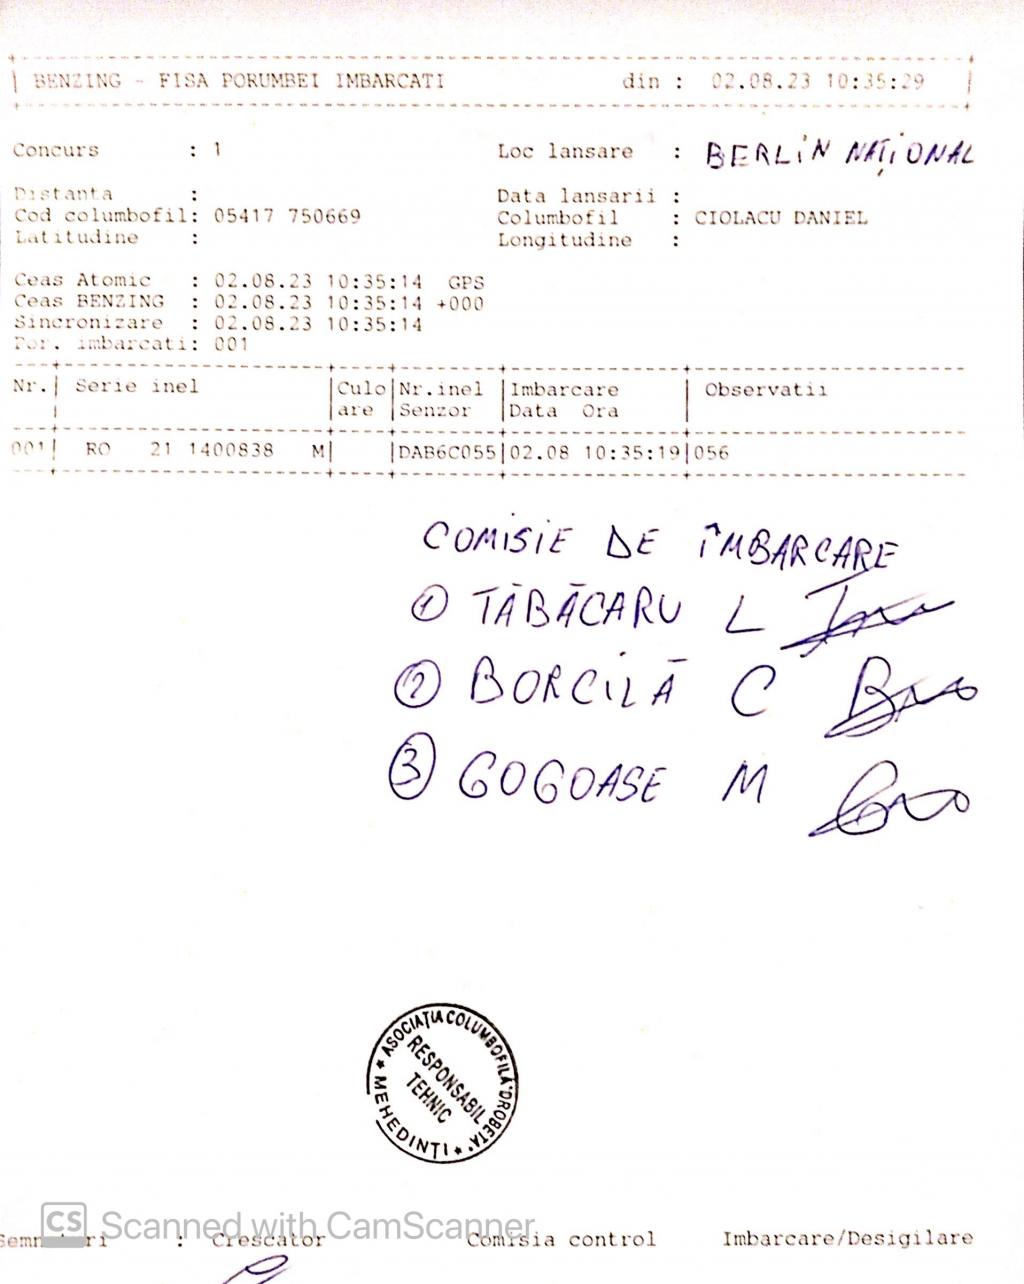 BENZING - FISA PORUMBEI IMBARCATI din : 02.08.23 10:35:29
Concurs : 1 Loc lansare : BERLIN NAȚIONAL
Distanta : Data lansarii :
Cod columbofil: 05417 750669 Columbofil : CIOLACU DANIEL
Latitudine : Longitudine :
Ceas Atomic : 02.08.23 10:35:14 GPS
Ceas BENZING : 02.08.23 10:35:14 +000
Sincronizare : 02.08.23 10:35:14
Por. imbarcati: 001
Nr. Serie inel Culo Nr.inel Imbarcare Observatii
are Senzor Data Ora
001 RO 21 1400838 M DAB6C055 02.08 10:35:19 056
COMISIE DE ÎMBARCARE
1 TĂBĂCARU L
2 BORCILĂ C
3 GOGOASE M
ASOCIAȚIA COLUMBOFILĂ "DROBETA"
MEHEDINTI
RESPONSABIL
TEHNIC
CS Scanned with CamScanner
: Crescator Comisia control Imbarcare/Desigilare